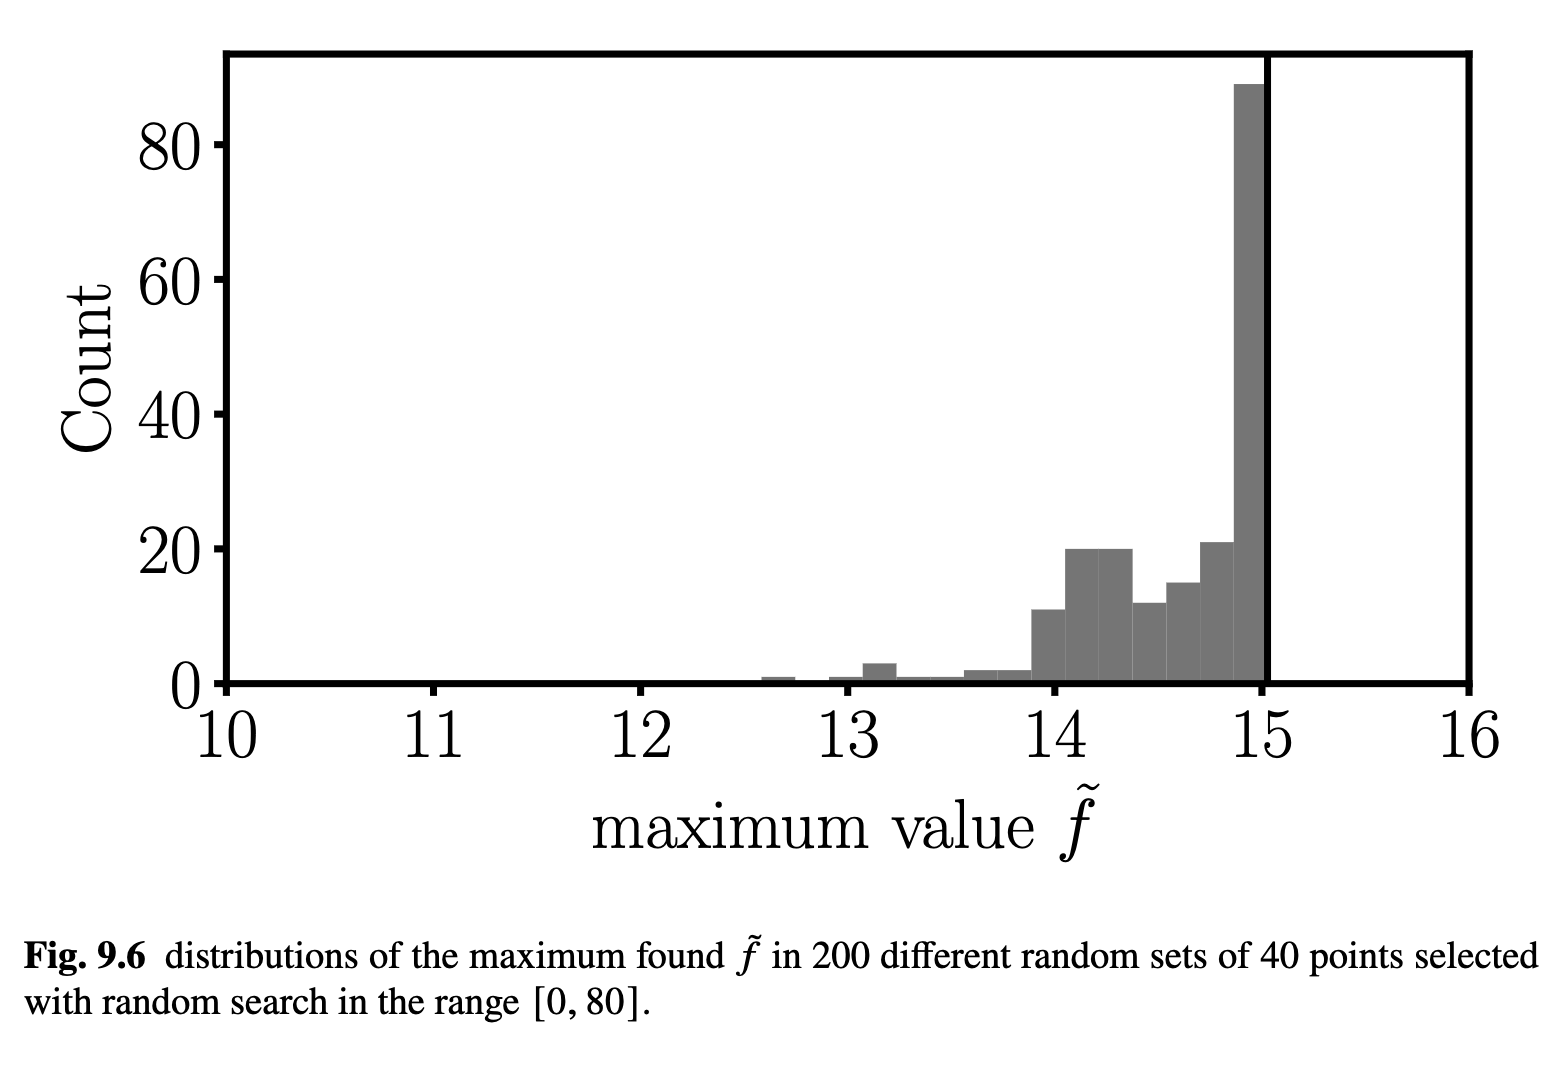 80
60
40
20
0
Count
10 11 12 13 14 15 16
maximum value f̃
Fig. 9.6 distributions of the maximum found f̃ in 200 different random sets of 40 points selected
with random search in the range [0, 80].